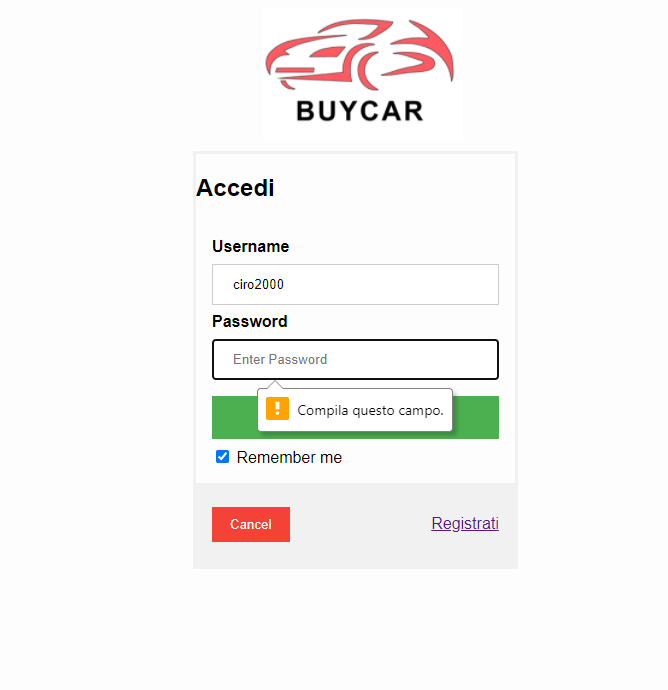 BUYCAR
Accedi
Username
ciro2000
Password
Enter Password
Compila questo campo.
Remember me
Cancel
Registrati